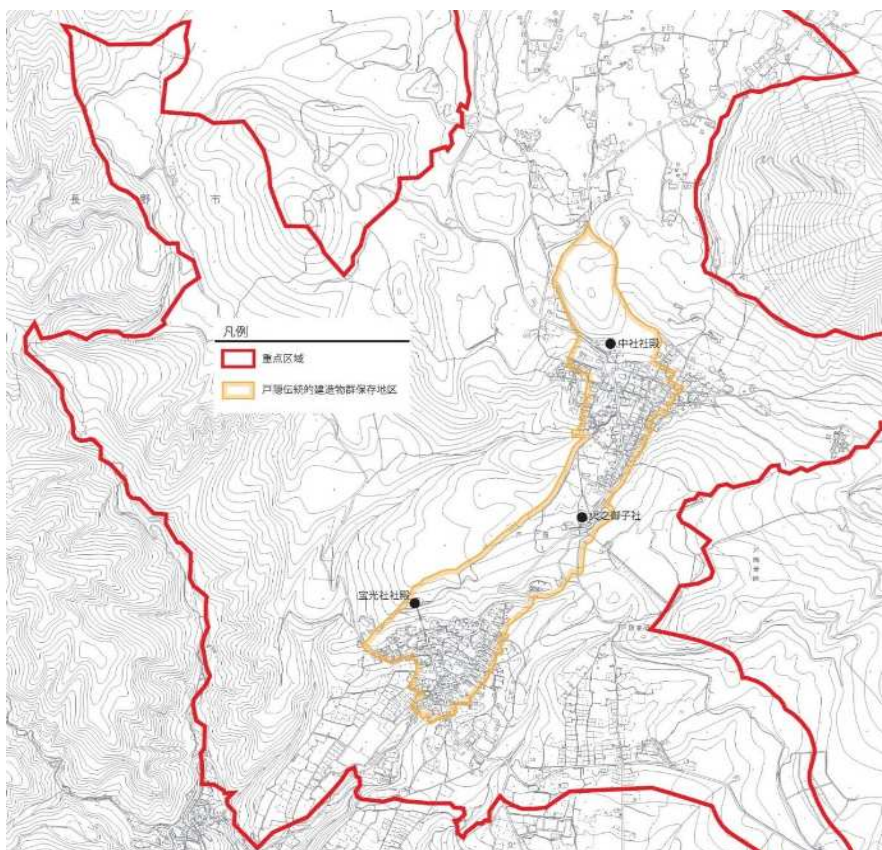 長野市
凡例
重点区域
戸隠伝統的建造物群保存地区
中社社殿
火之御子社
宝光社社殿